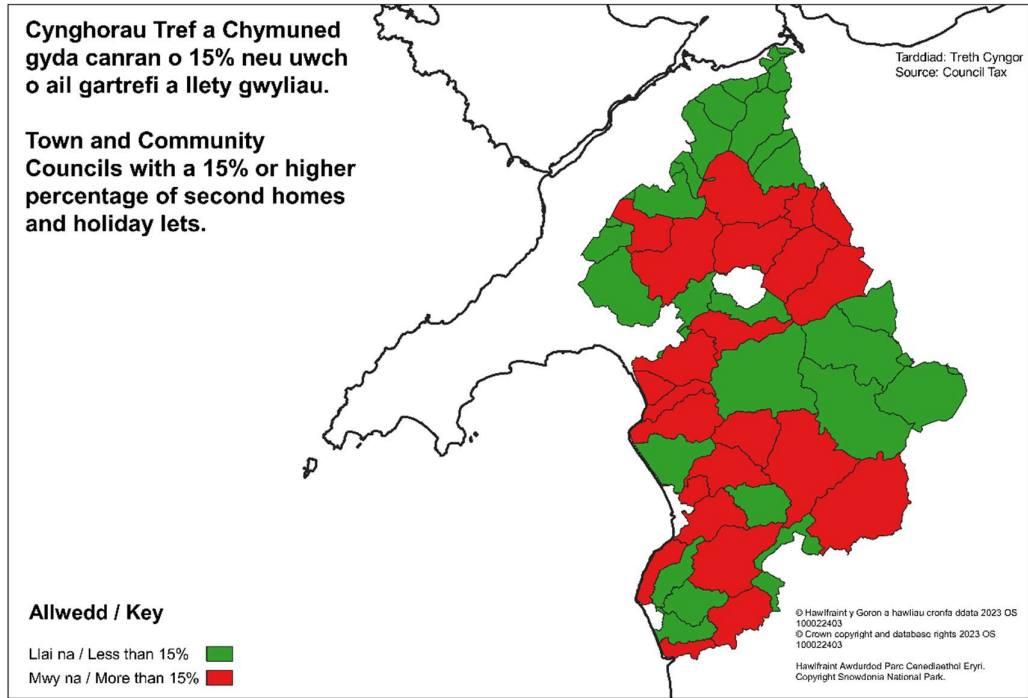 Cynghorau Tref a Chymuned
gyda canran o 15% neu uwch
o ail gartrefi a llety gwyliau.
Town and Community
Councils with a 15% or higher
percentage of second homes
and holiday lets.
Tarddiad: Treth Cyngor
Source: Council Tax
Allwedd / Key
Llai na / Less than 15%
Mwy na / More than 15%
© Hawlfraint y Goron a hawliau cronfa ddata 2023 OS
100022403
© Crown copyright and database rights 2023 OS
100022403
Hawlfraint Awdurdod Parc Cenedlaethol Eryri.
Copyright Snowdonia National Park.